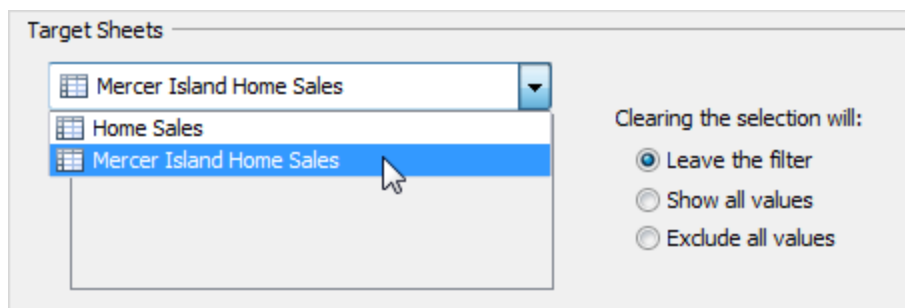 Target Sheets
Mercer Island Home Sales
Home Sales
Mercer Island Home Sales
Clearing the selection will:
Leave the filter
Show all values
Exclude all values